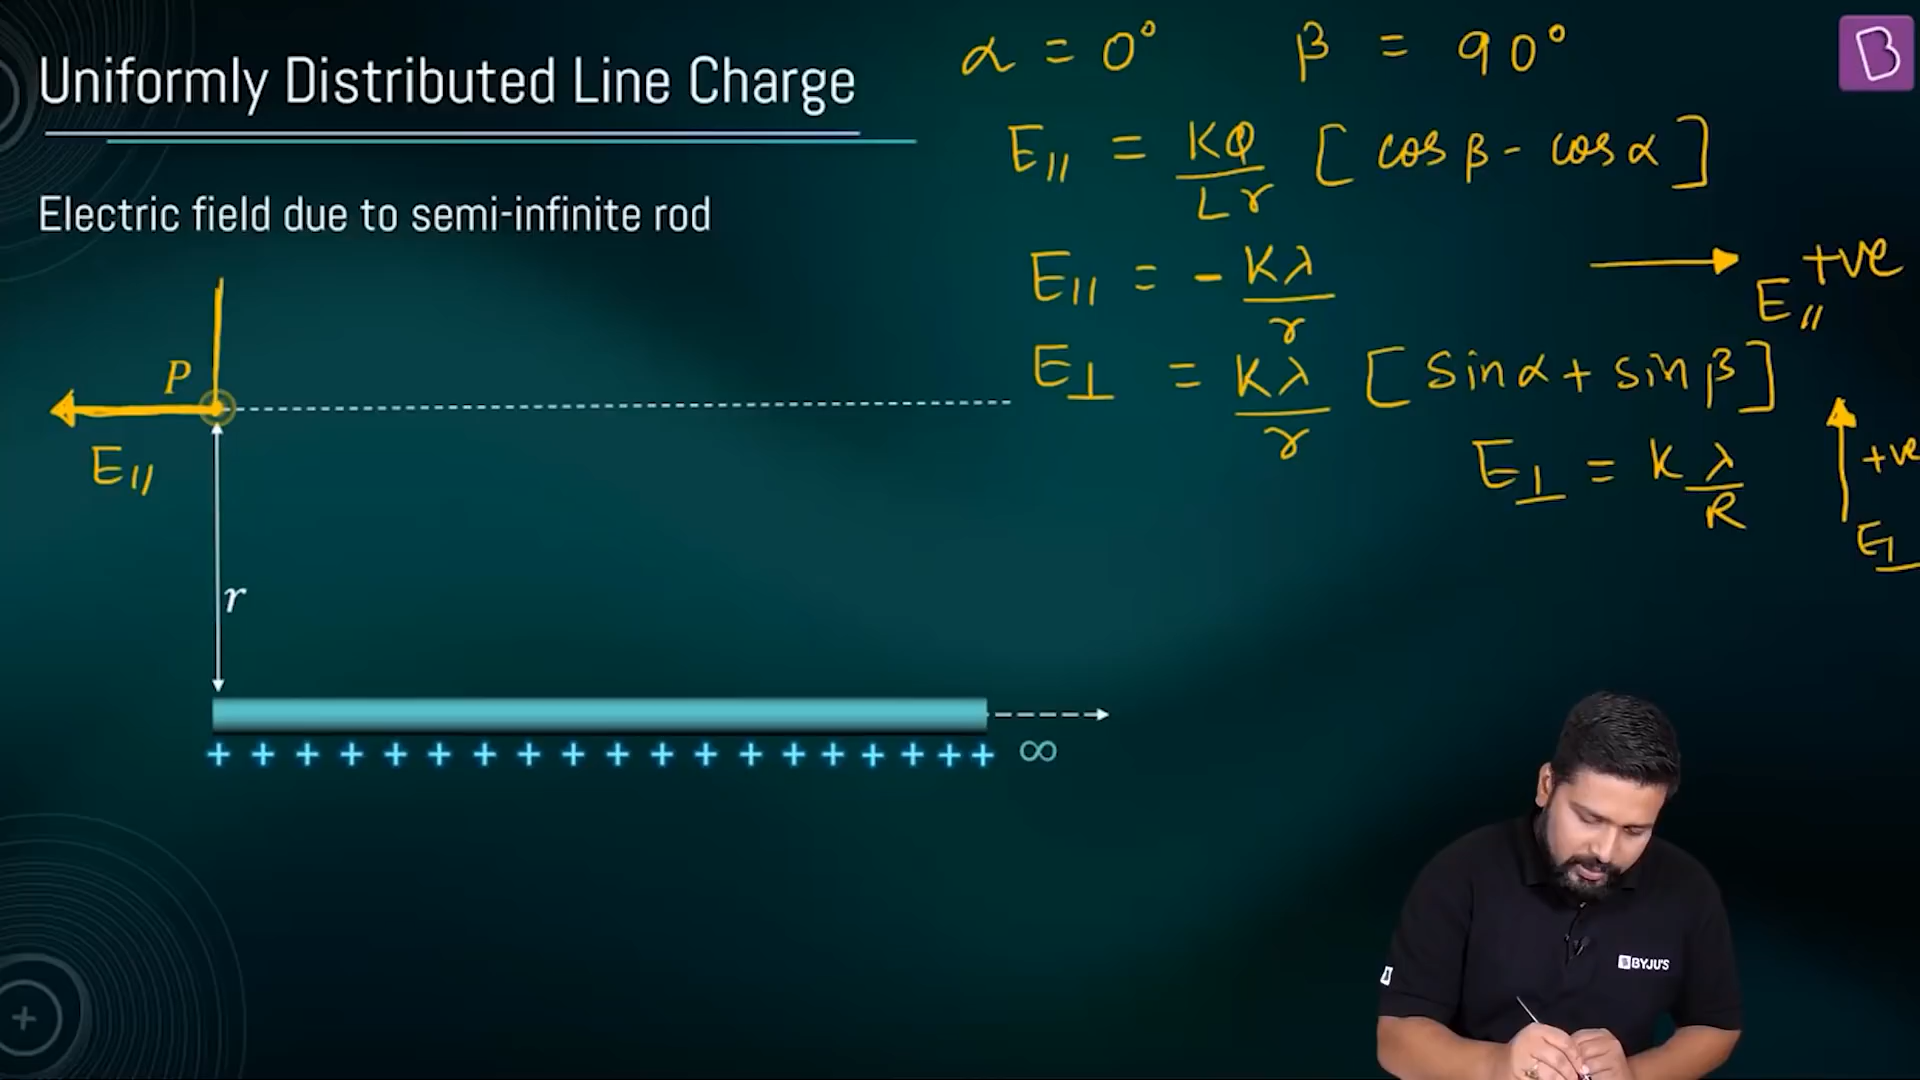 Uniformly Distributed Line Charge
Electric field due to semi-infinite rod
α = 0° β = 90°
E∥ = KQ/Lr [cos β - cos α]
E∥ = - Kλ/r
+ve
E∥
E⊥ = Kλ/r [sin α + sin β]
E⊥ = K λ/R
+ve
E⊥
P
E∥
r
+ + + + + + + + + + + + + + + + + + ∞
B
BYJU'S
+